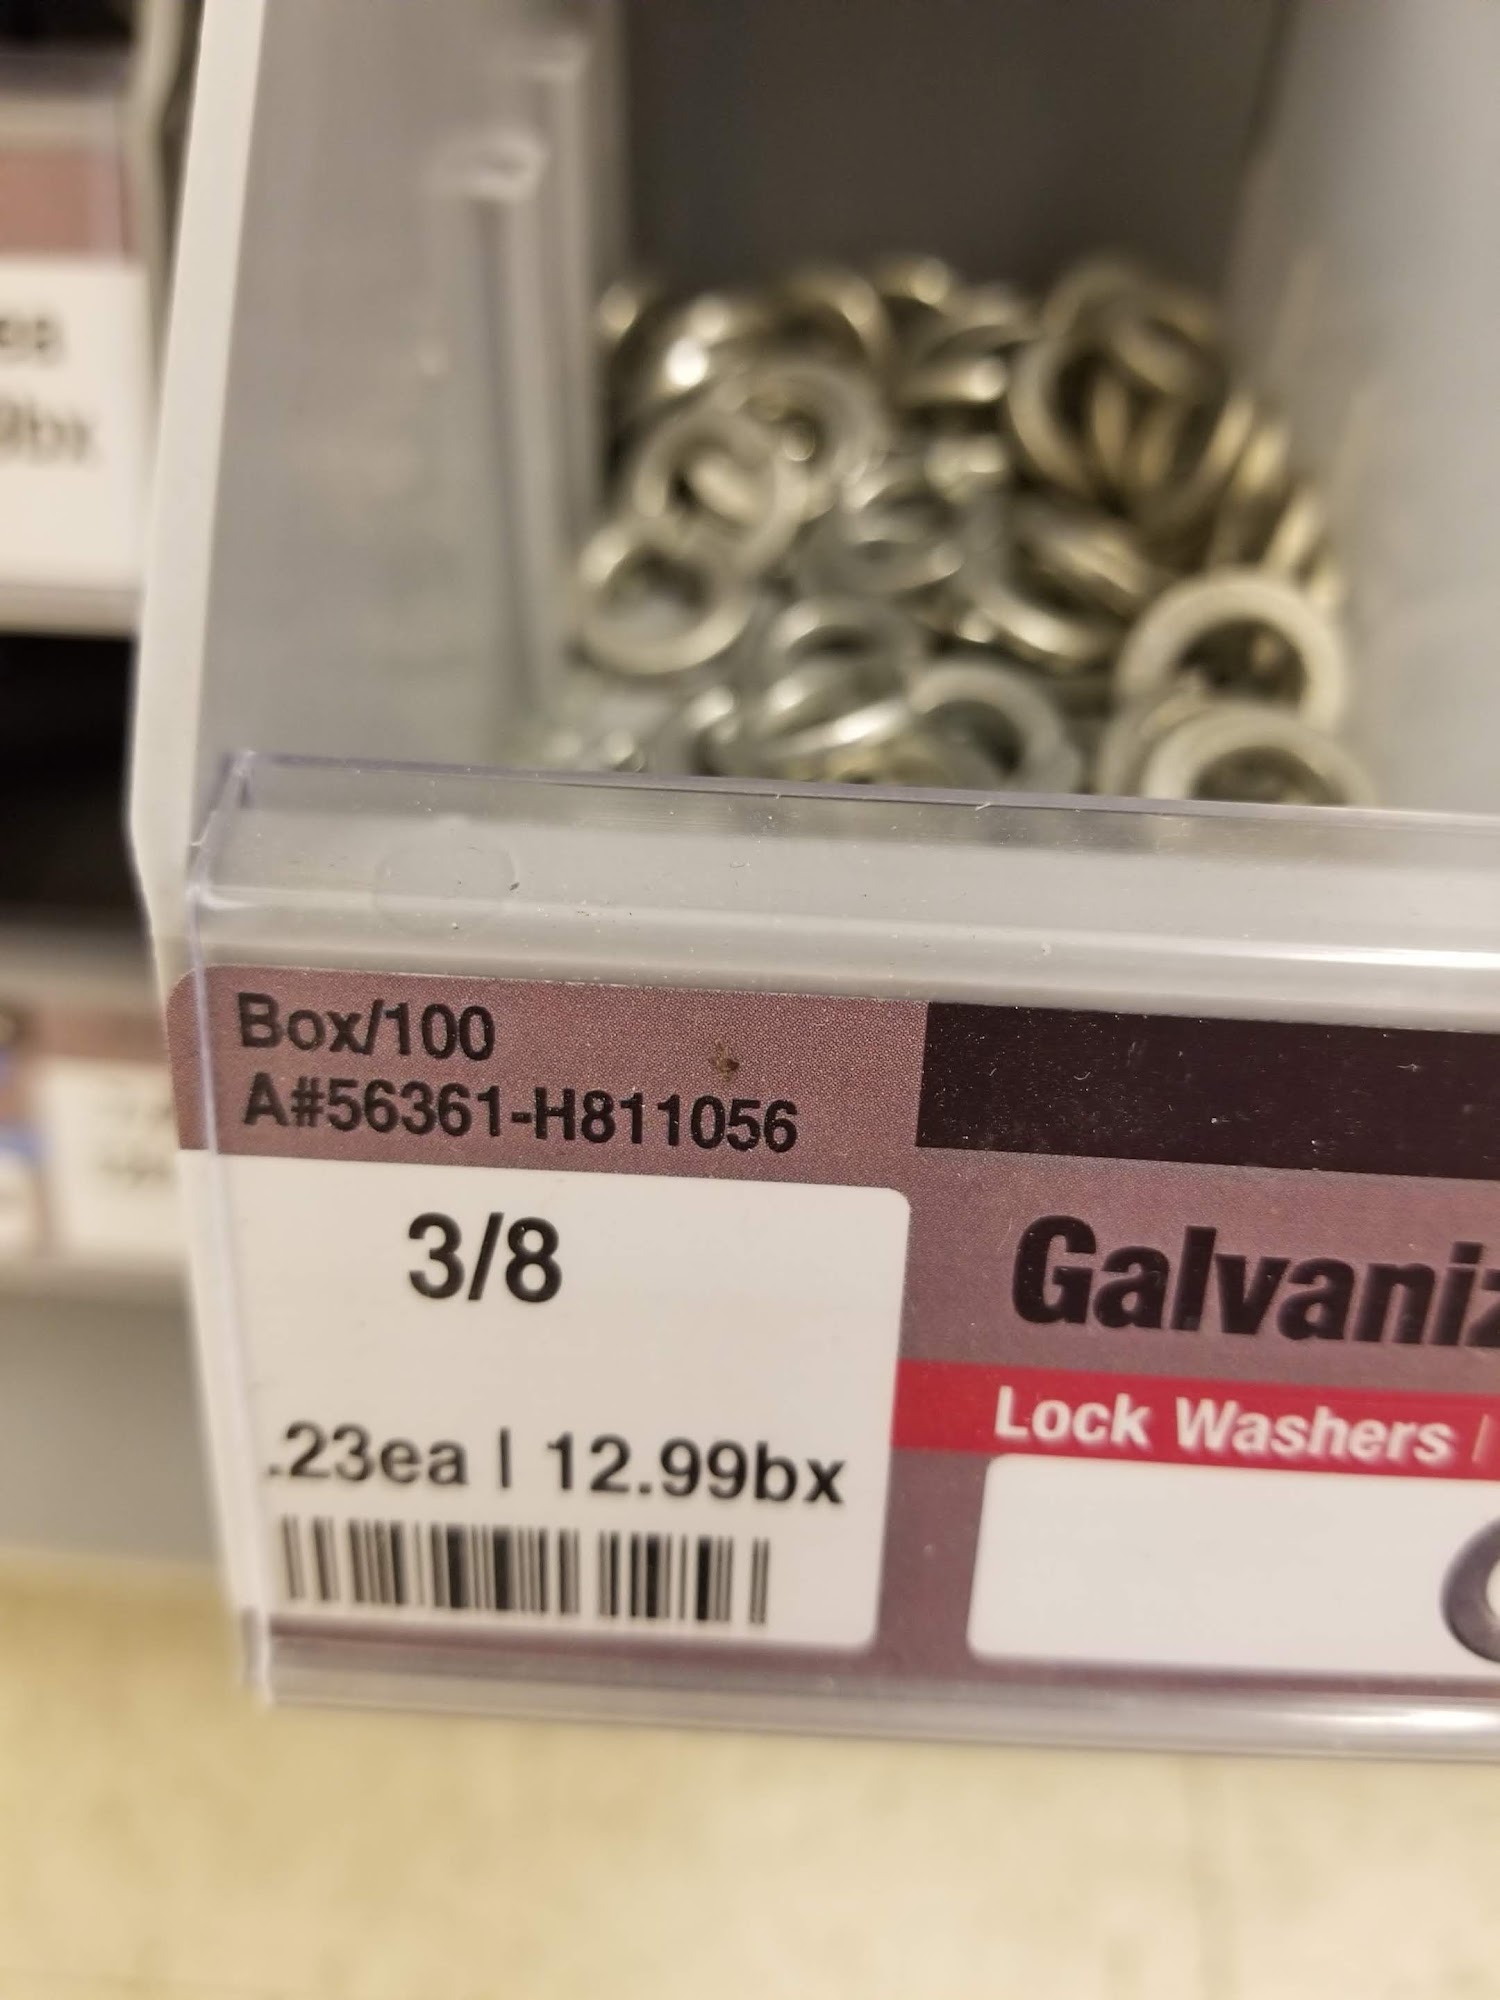 Box/100
A#56361-H811056
3/8
.23ea | 12.99bx
Galvaniz
Lock Washers |